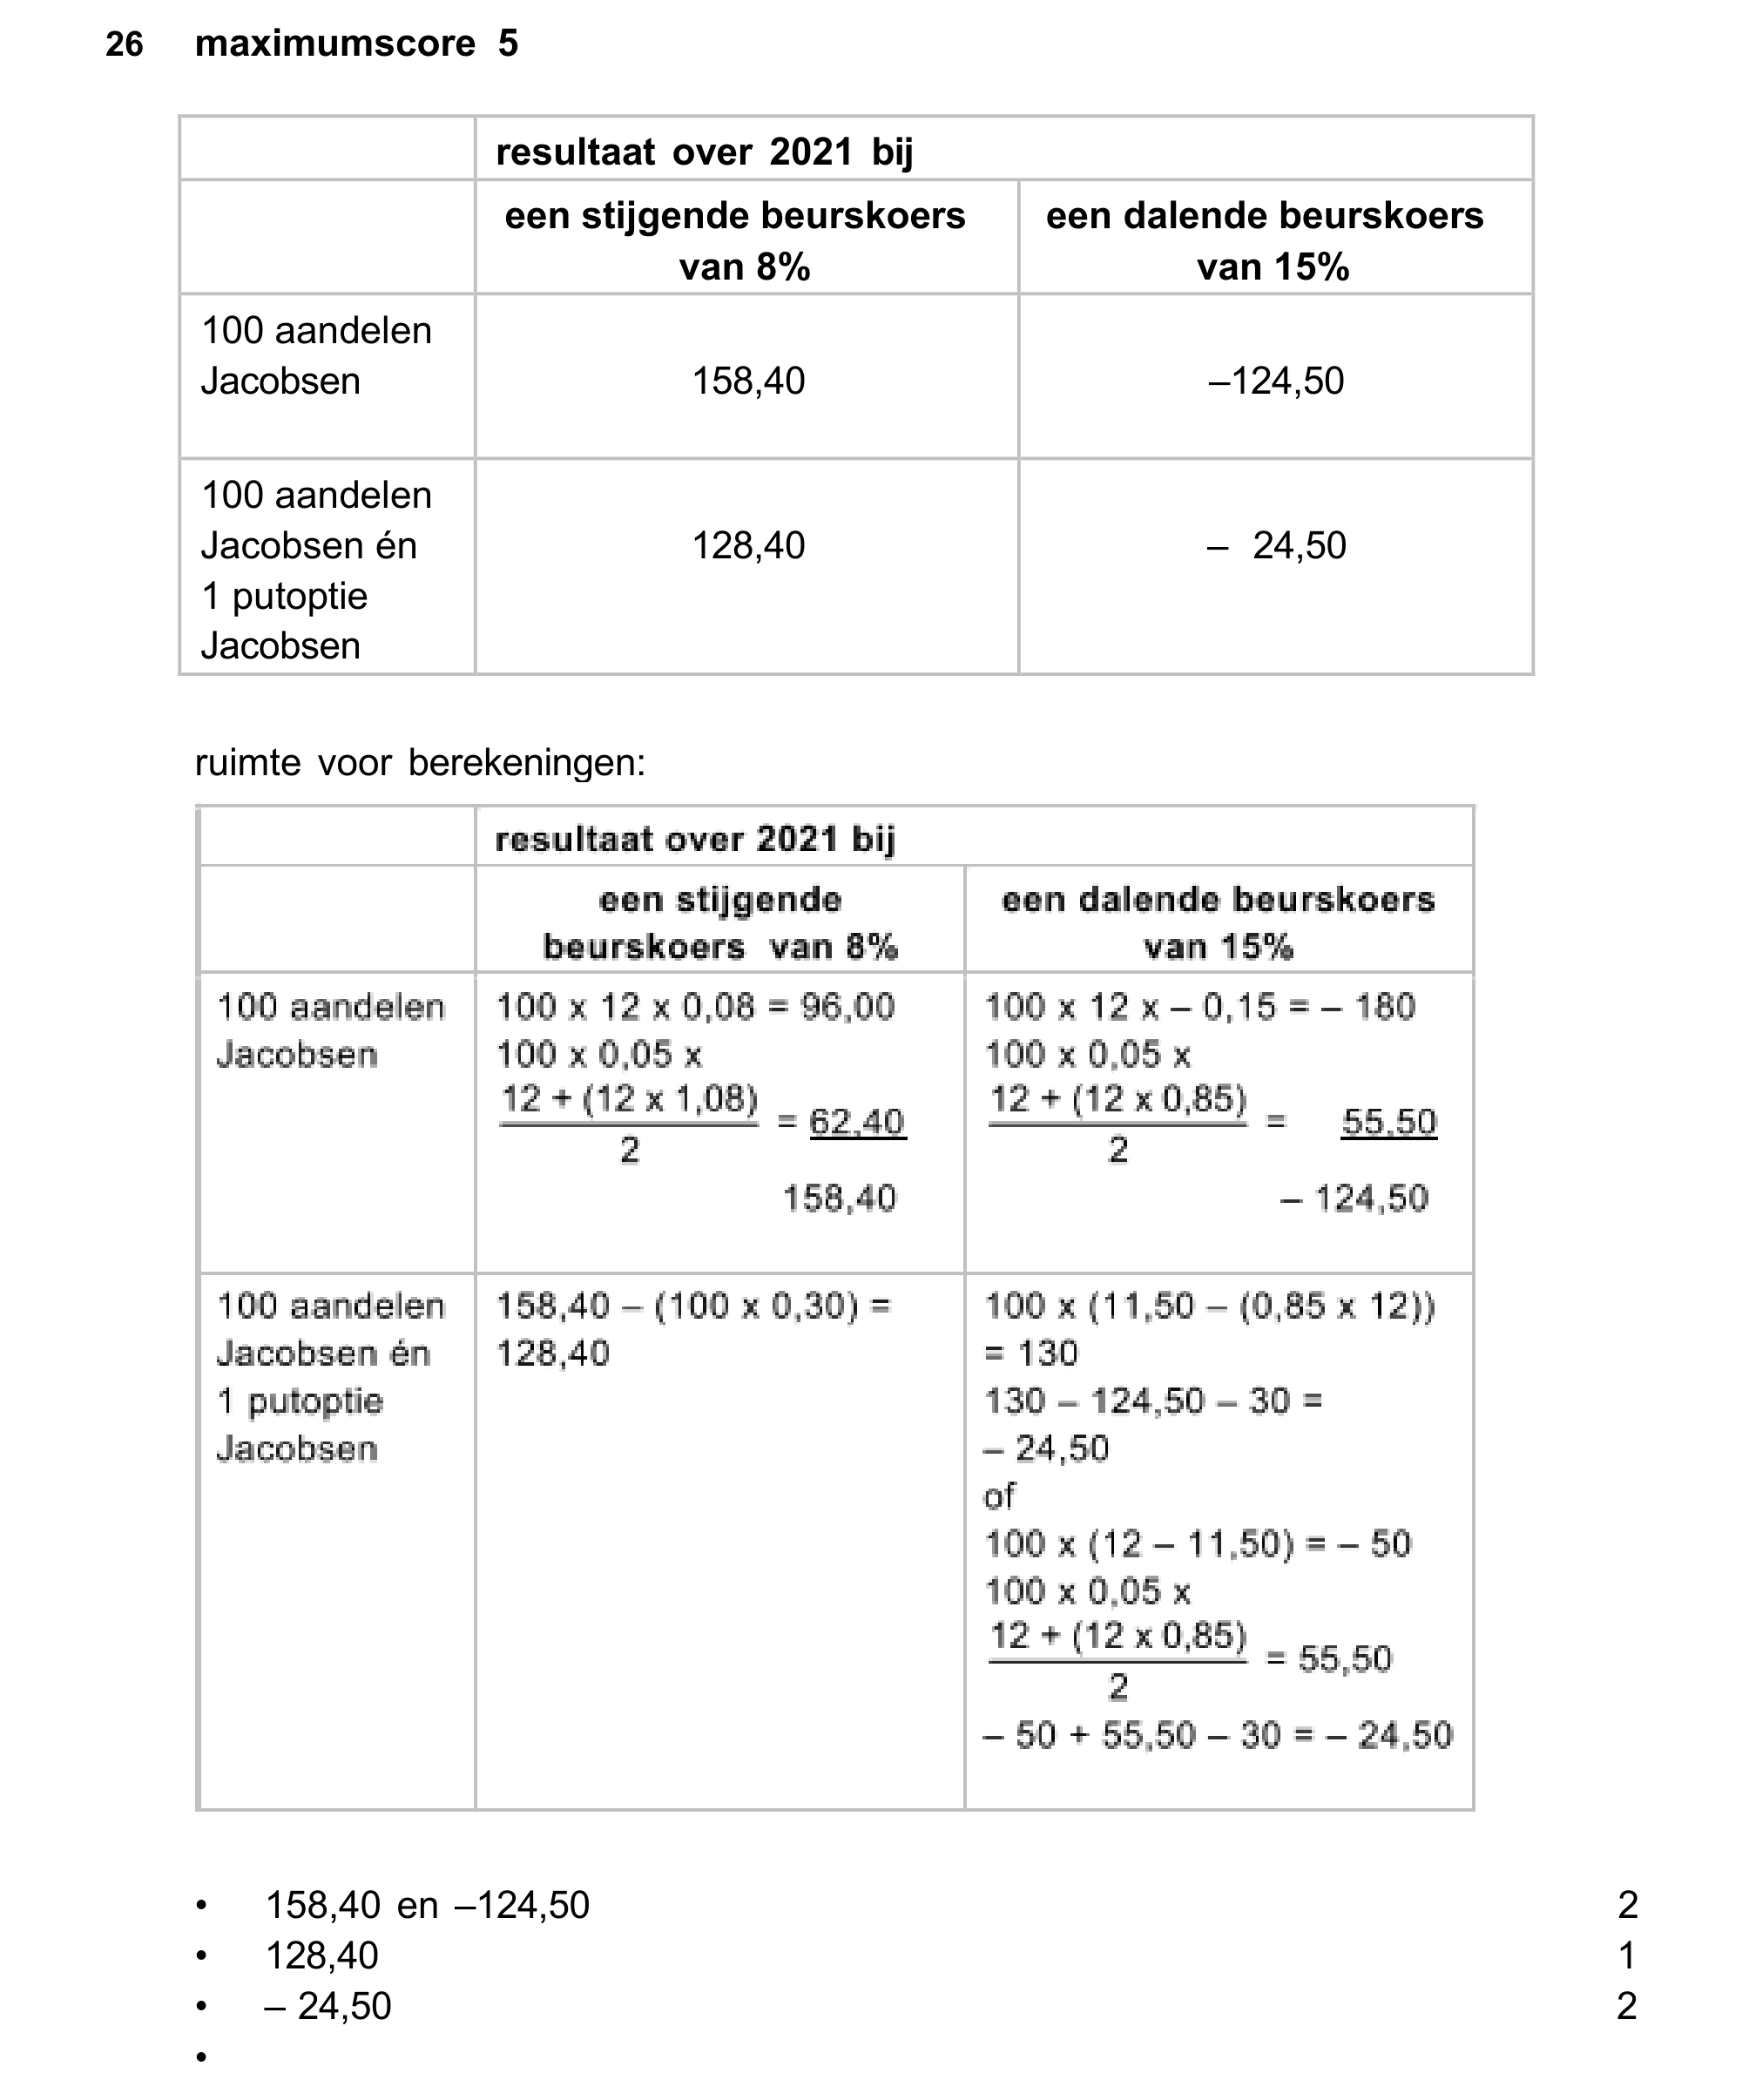 26 maximumscore 5
resultaat over 2021 bij
een stijgende beurskoers van 8%
een dalende beurskoers van 15%
100 aandelen
Jacobsen
158,40
–124,50
100 aandelen
Jacobsen én
1 putoptie
Jacobsen
128,40
– 24,50
ruimte voor berekeningen:
resultaat over 2021 bij
een stijgende
beurskoers van 8%
een dalende beurskoers
van 15%
100 aandelen
Jacobsen
100 x 12 x 0,08 = 96,00
100 x 0,05 x
12 + (12 x 1,08)
2
= 62,40
158,40
100 x 12 x – 0,15 = – 180
100 x 0,05 x
12 + (12 x 0,85)
2
= 55,50
– 124,50
100 aandelen
Jacobsen én
1 putoptie
Jacobsen
158,40 – (100 x 0,30) =
128,40
100 x (11,50 – (0,85 x 12))
= 130
130 – 124,50 – 30 =
– 24,50
of
100 x (12 – 11,50) = – 50
100 x 0,05 x
12 + (12 x 0,85)
2
= 55,50
– 50 + 55,50 – 30 = – 24,50
• 158,40 en –124,50 2
• 128,40 1
• – 24,50 2
•